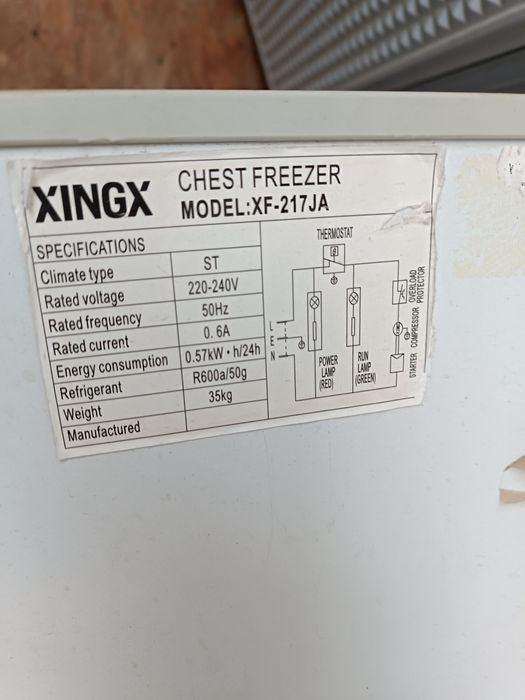 XINGX
CHEST FREEZER
MODEL:XF-217JA
SPECIFICATIONS
Climate type ST
Rated voltage 220-240V
Rated frequency 50Hz
Rated current 0.6A
Energy consumption 0.57kW·h/24h
Refrigerant R600a/50g
Weight 35kg
Manufactured
THERMOSTAT
L
E
N
POWER
LAMP
(RED)
RUN
LAMP
(GREEN)
STARTER COMPRESSOR OVERLOAD
PROTECTOR